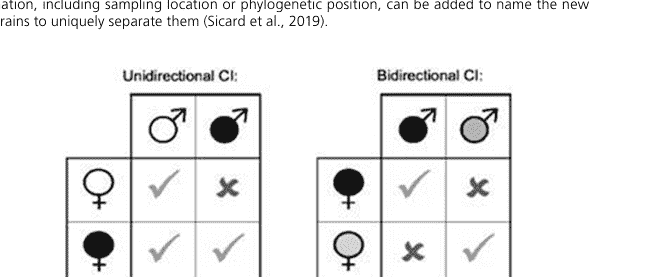 ation, including sampling location or phylogenetic position, can be added to name the new
rains to uniquely separate them (Sicard et al., 2019).
Unidirectional CI: Bidirectional CI: